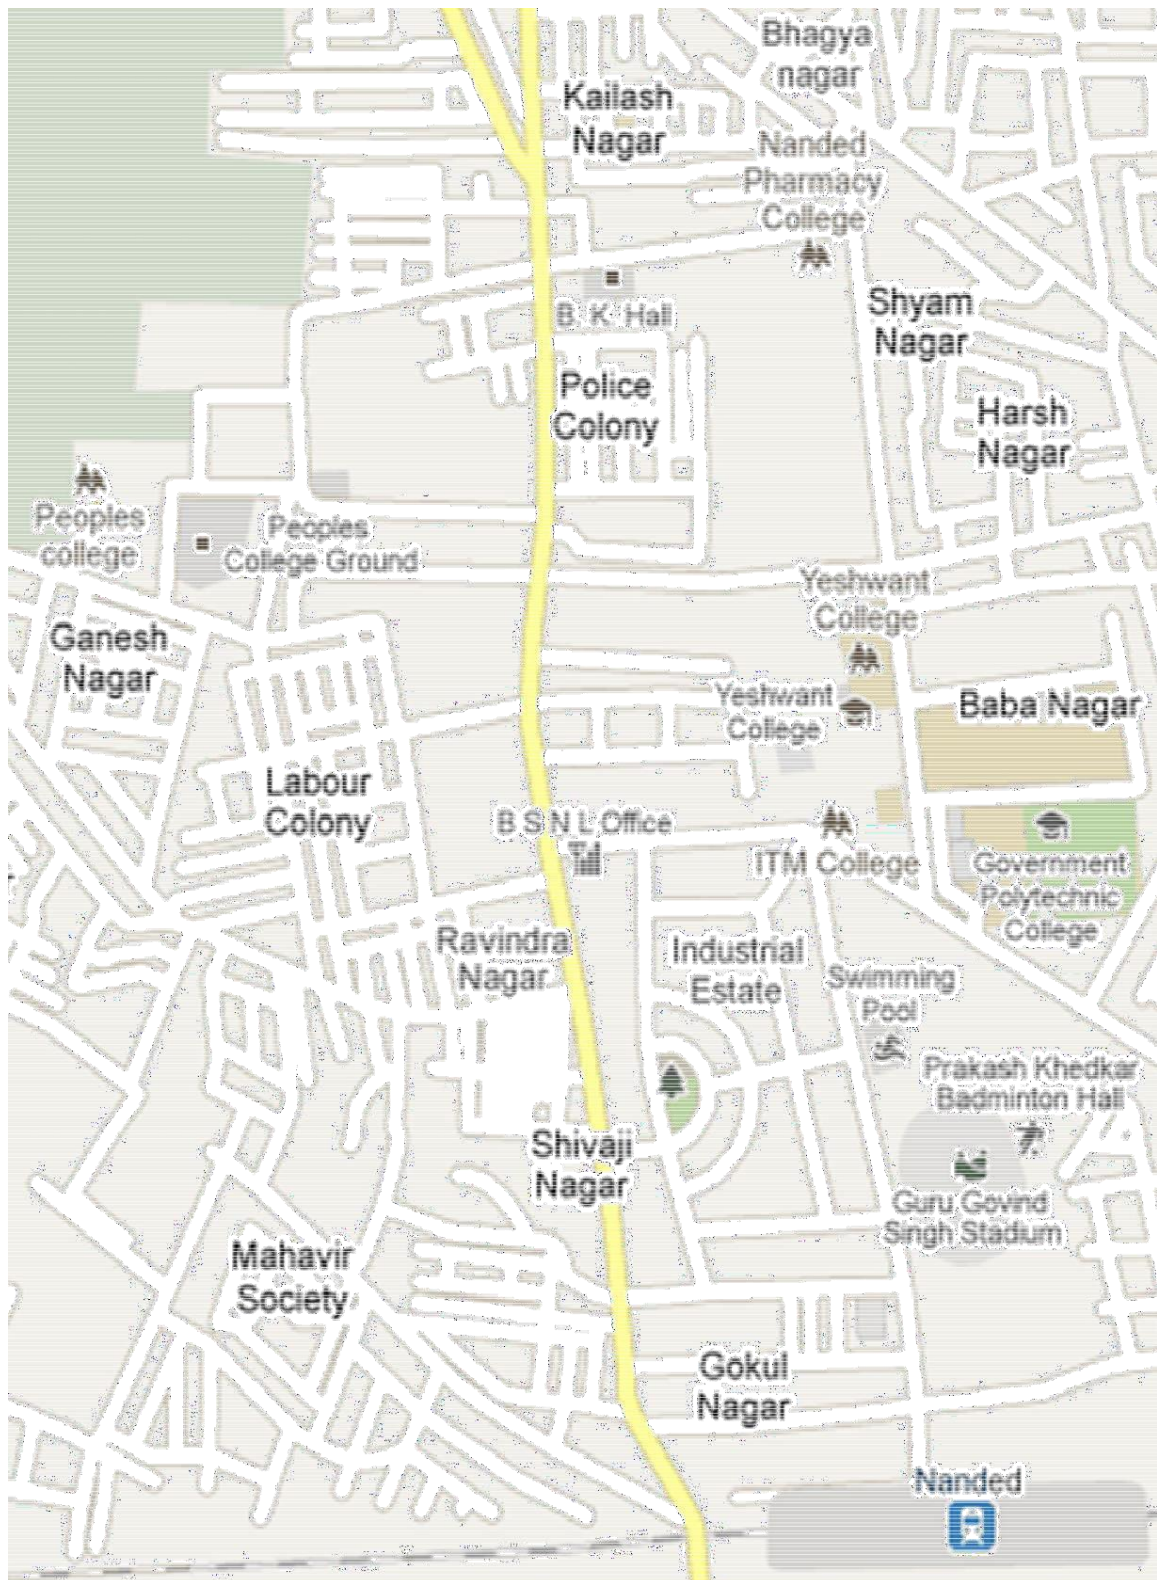 Bhagya
nagar
Kailash
Nagar
Nanded
Pharmacy
College
B. K. Hall
Shyam
Nagar
Police
Colony
Harsh
Nagar
Peoples
college
Peoples
College Ground
Yeshwant
College
Ganesh
Nagar
Yeshwant
College
Baba Nagar
Labour
Colony
B S N L Office
ITM College
Government
Polytechnic
College
Ravindra
Nagar
Industrial
Estate
Swimming
Pool
Prakash Khedkar
Badminton Hall
Shivaji
Nagar
Guru Govind
Singh Stadium
Mahavir
Society
Gokul
Nagar
Nanded